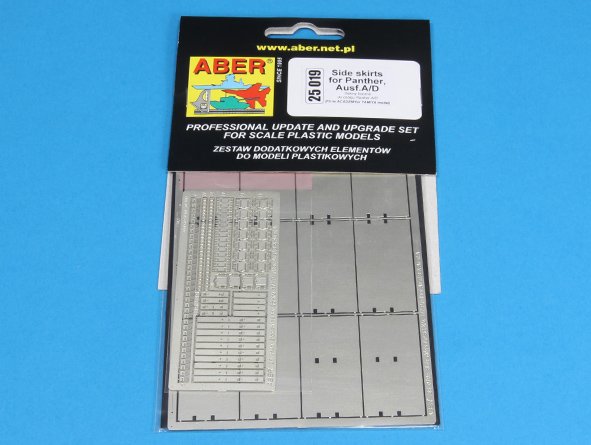 www.aber.net.pl
ABER®
SINCE 1989
25 019
Side skirts
for Panther,
Ausf.A/D
PROFESSIONAL UPDATE AND UPGRADE SET
FOR SCALE PLASTIC MODELS
ZESTAW DODATKOWYCH ELEMENTÓW
DO MODELI PLASTIKOWYCH